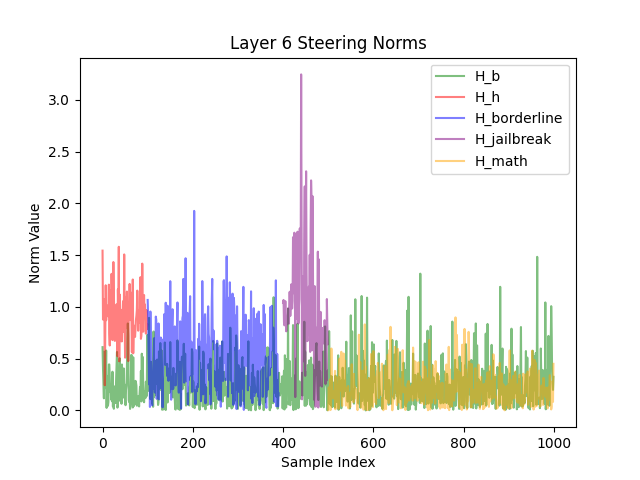 Layer 6 Steering Norms
H_b
H_h
H_borderline
H_jailbreak
H_math
Norm Value
3.0
2.5
2.0
1.5
1.0
0.5
0.0
0
200
400
600
800
1000
Sample Index